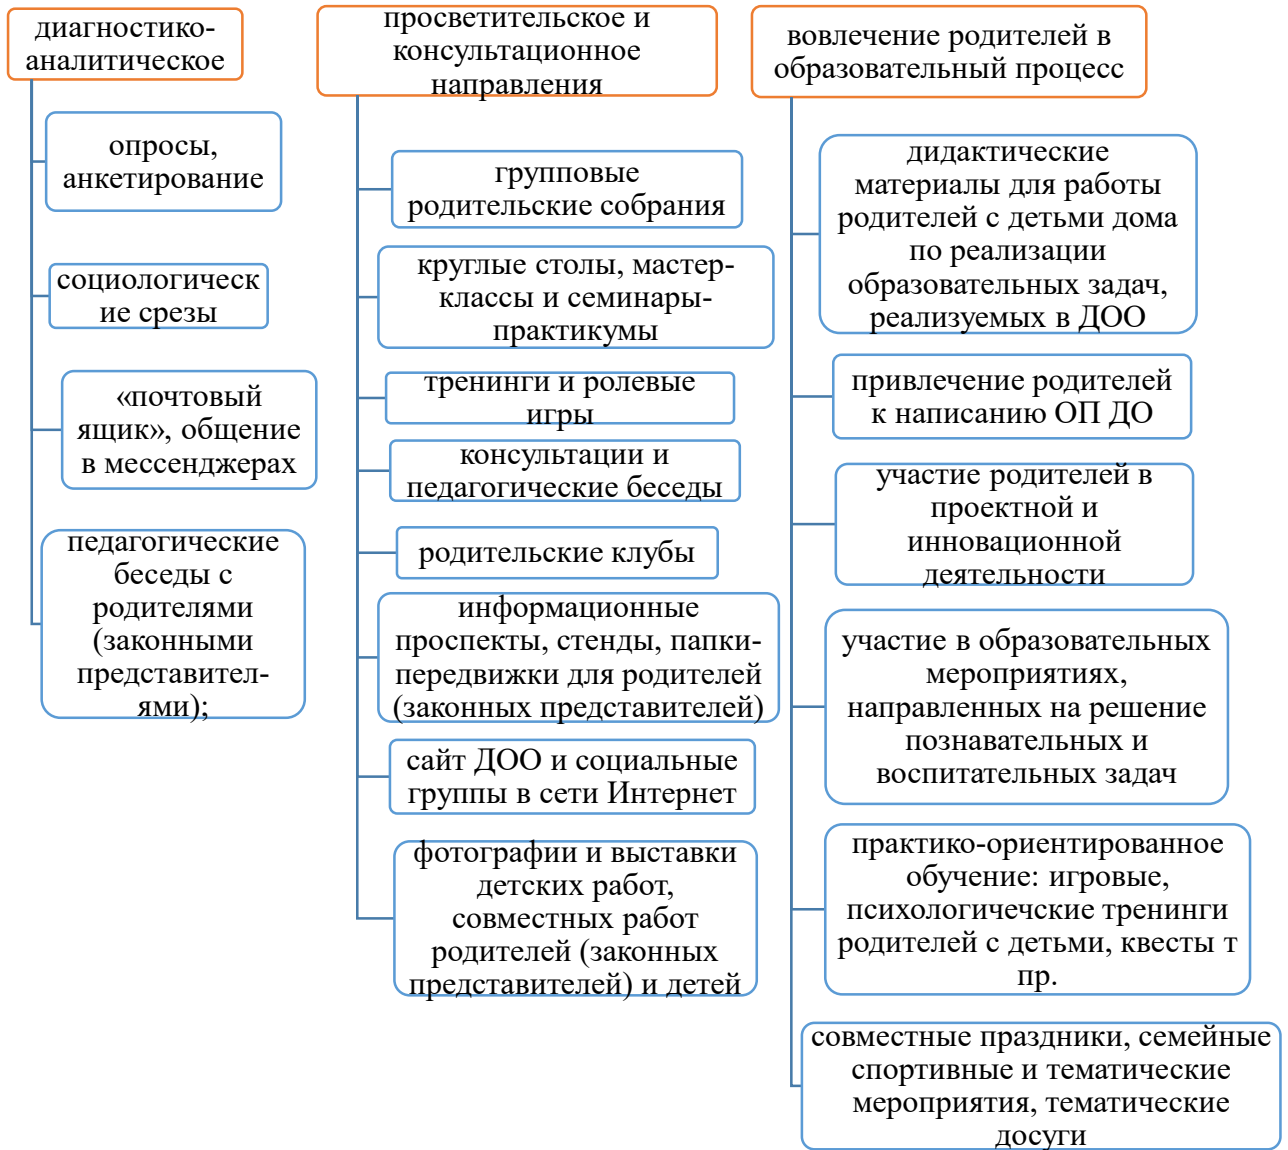 диагностико-
аналитическое
опросы,
анкетирование
социологическ
ие срезы
«почтовый
ящик», общение
в мессенджерах
педагогические
беседы с
родителями
(законными
представител-
ями);
просветительское и
консультационное
направления
групповые
родительские собрания
круглые столы, мастер-
классы и семинары-
практикумы
тренинги и ролевые
игры
консультации и
педагогические беседы
родительские клубы
информационные
проспекты, стенды, папки-
передвижки для родителей
(законных представителей)
сайт ДОО и социальные
группы в сети Интернет
фотографии и выставки
детских работ,
совместных работ
родителей (законных
представителей) и детей
вовлечение родителей в
образовательный процесс
дидактические
материалы для работы
родителей с детьми дома
по реализации
образовательных задач,
реализуемых в ДОО
привлечение родителей
к написанию ОП ДО
участие родителей в
проектной и
инновационной
деятельности
участие в образовательных
мероприятиях,
направленных на решение
познавательных и
воспитательных задач
практико-ориентированное
обучение: игровые,
психологичечские тренинги
родителей с детьми, квесты т
пр.
совместные праздники, семейные
спортивные и тематические
мероприятия, тематические
досуги